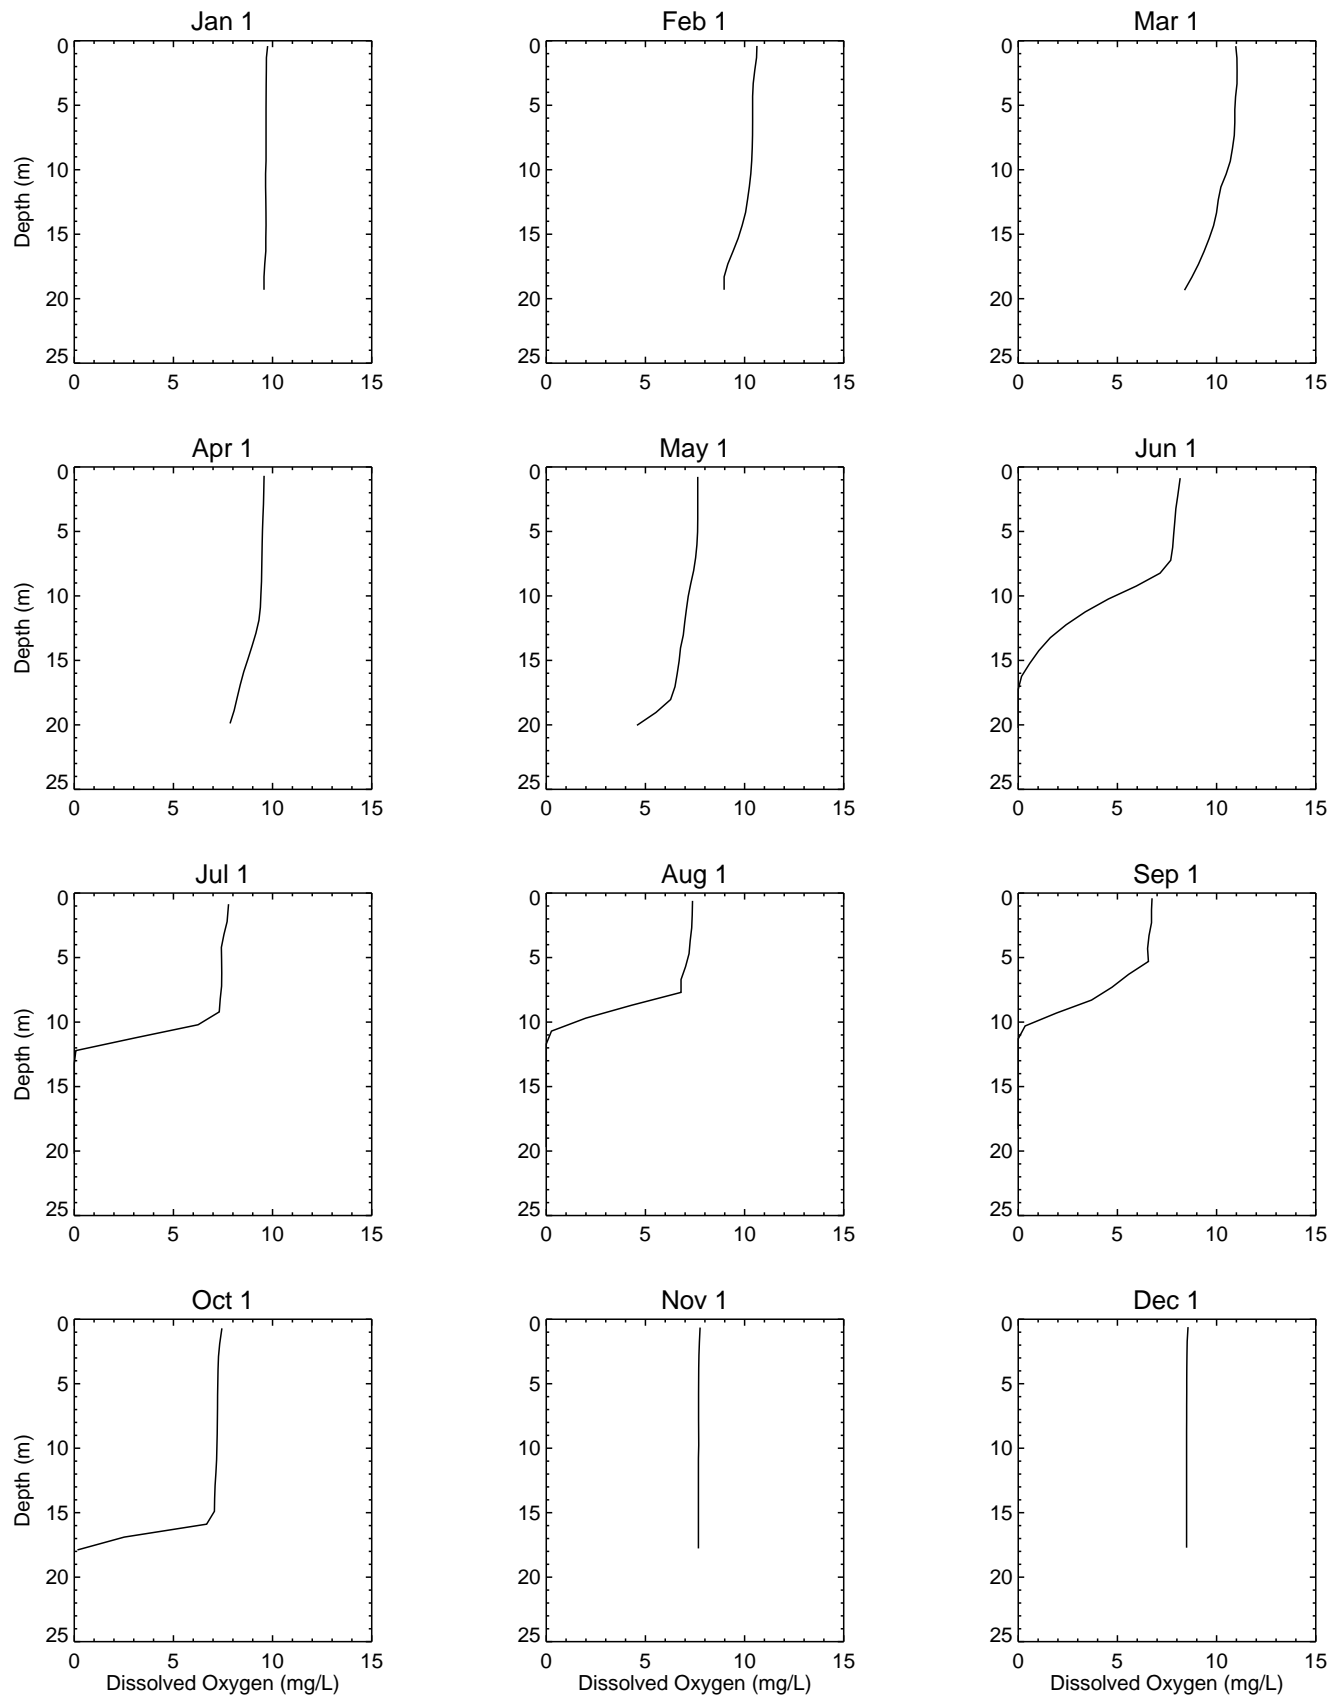 Jan 1 Feb 1 Mar 1
0 0 0
5 5 5
10 10 10
Depth (m)
15 15 15
20 20 20
25 25 25
0 5 10 15 0 5 10 15 0 5 10 15
Apr 1 May 1 Jun 1
0 0 0
5 5 5
10 10 10
Depth (m)
15 15 15
20 20 20
25 25 25
0 5 10 15 0 5 10 15 0 5 10 15
Jul 1 Aug 1 Sep 1
0 0 0
5 5 5
10 10 10
Depth (m)
15 15 15
20 20 20
25 25 25
0 5 10 15 0 5 10 15 0 5 10 15
Oct 1 Nov 1 Dec 1
0 0 0
5 5 5
10 10 10
Depth (m)
15 15 15
20 20 20
25 25 25
0 5 10 15 0 5 10 15 0 5 10 15
Dissolved Oxygen (mg/L) Dissolved Oxygen (mg/L) Dissolved Oxygen (mg/L)